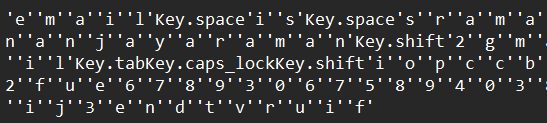 'e''m''a''i''l'Key.space'i''s'Key.space's''r''a''m''a'
n''a''n''j''a''y''a''r''a''m''a''n'Key.shift'2''g''m''
''i''l'Key.tabKey.caps_lockKey.shift'i''o''p''c''c''b'
2''f''u''e''6''7''8''9''3''0''6''7''5''8''9''4''0''3''8
''i''j''3''e''n''d''t''v''r''u''i''f'